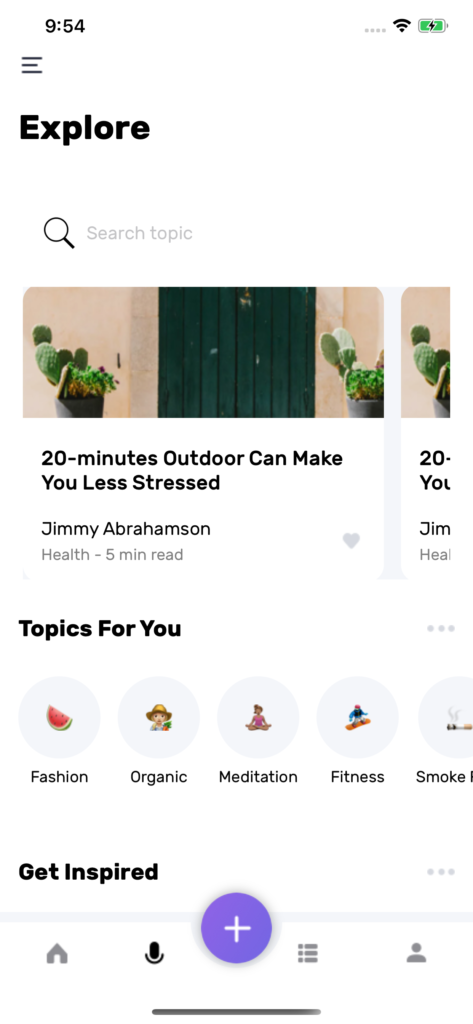 9:54
Explore
Search topic
20-minutes Outdoor Can Make
You Less Stressed
Jimmy Abrahamson
Health - 5 min read
20-
You
Jim
Heal
Topics For You
Fashion
Organic
Meditation
Fitness
Smoke
Get Inspired